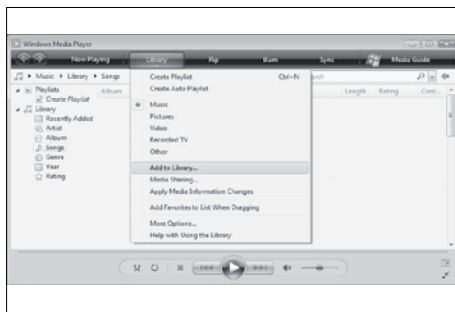 Windows Media Player
Now Playing Library Rip Burn Sync Media Guide
Music Library Songs
Playlists
Create Playlist
Library
Recently Added
Artist
Album
Songs
Genre
Year
Rating
Album
Create Playlist Ctrl+N
Create Auto Playlist
Music
Pictures
Video
Recorded TV
Other
Add to Library...
Media Sharing...
Apply Media Information Changes
Add Favorites to List When Dragging
More Options...
Help with Using the Library
Length Rating Cont...